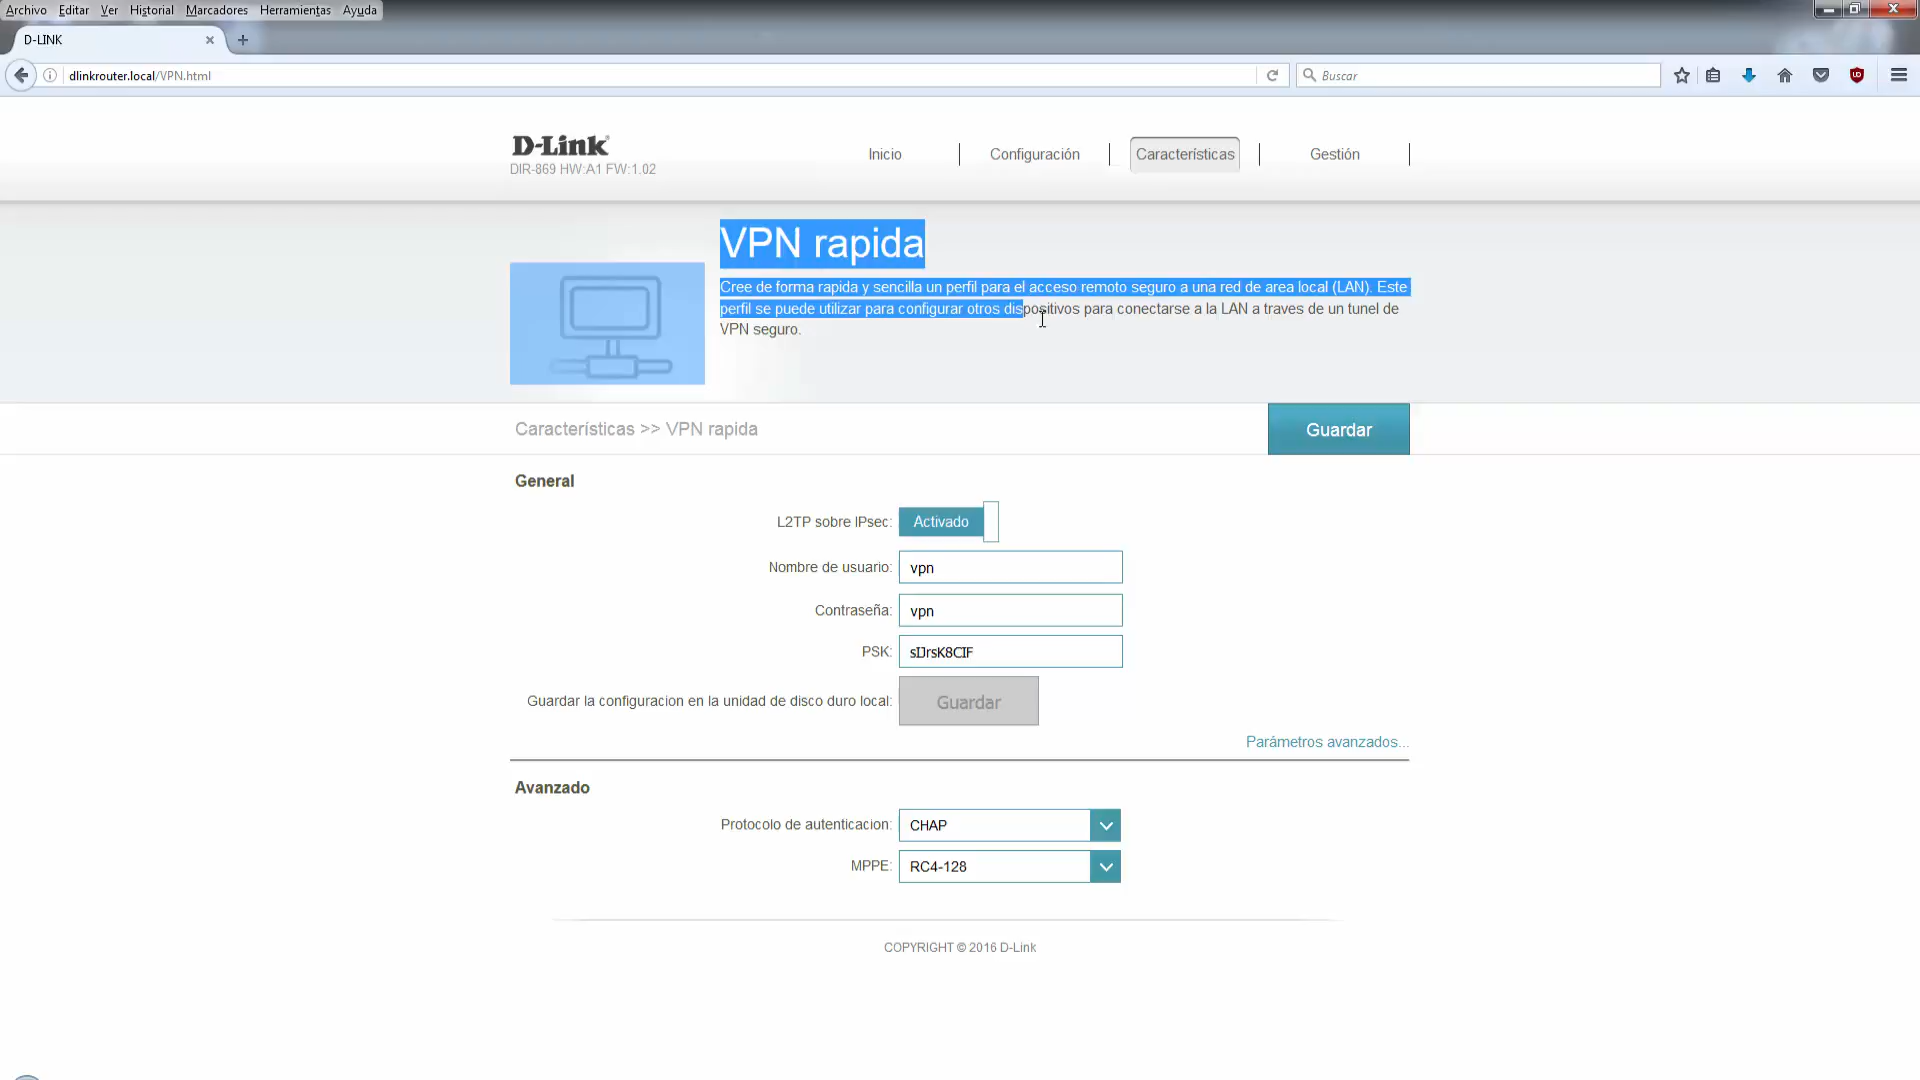 Archivo Editar Ver Historial Marcadores Herramientas Ayuda
D-LINK
dlinkrouter.local/VPN.html
Buscar
D-Link
DIR-869 HW:A1 FW:1.02
Inicio
Configuración
Características
Gestión
VPN rapida
Cree de forma rapida y sencilla un perfil para el acceso remoto seguro a una red de area local (LAN). Este
perfil se puede utilizar para configurar otros dispositivos para conectarse a la LAN a traves de un tunel de
VPN seguro.
Características >> VPN rapida
Guardar
General
L2TP sobre IPsec: Activado
Nombre de usuario: vpn
Contraseña: vpn
PSK: sIJrsK8CIF
Guardar la configuracion en la unidad de disco duro local: Guardar
Parámetros avanzados...
Avanzado
Protocolo de autenticacion: CHAP
MPPE: RC4-128
COPYRIGHT © 2016 D-Link